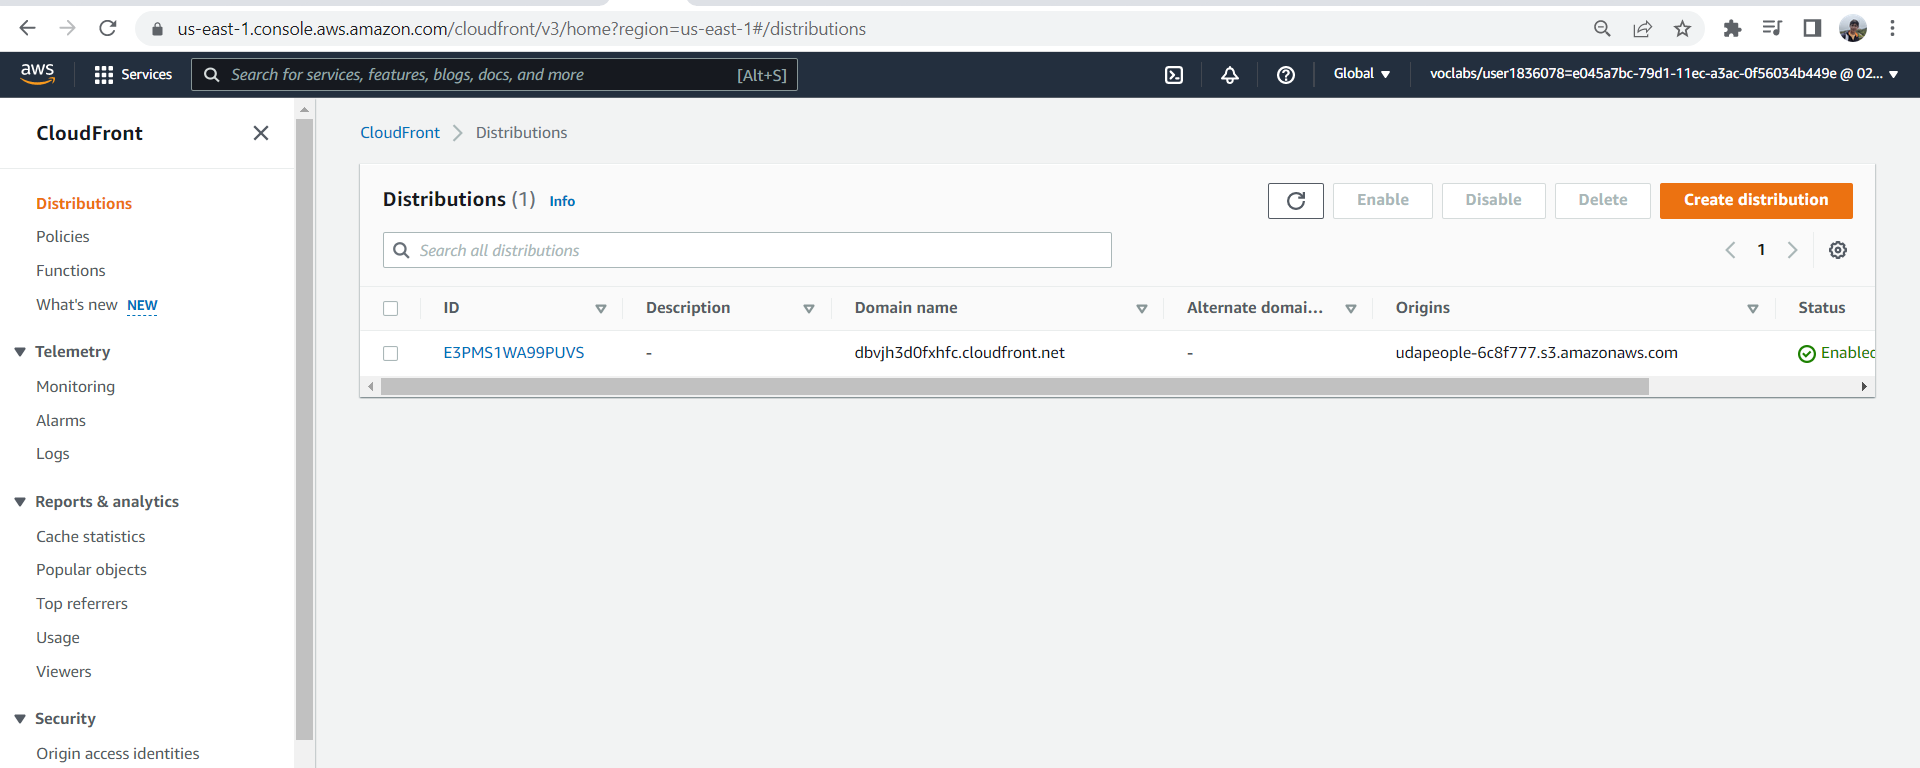 us-east-1.console.aws.amazon.com/cloudfront/v3/home?region=us-east-1#/distributions
aws Services Search for services, features, blogs, docs, and more [Alt+S] Global voclabs/user1836078=e045a7bc-79d1-11ec-a3ac-0f56034b449e @ 02...
CloudFront
Distributions
Policies
Functions
What's new NEW
Telemetry
Monitoring
Alarms
Logs
Reports & analytics
Cache statistics
Popular objects
Top referrers
Usage
Viewers
Security
Origin access identities
CloudFront > Distributions
Distributions (1) Info Enable Disable Delete Create distribution
Search all distributions 1
ID Description Domain name Alternate domai... Origins Status
E3PMS1WA99PUVS - dbvjh3d0fxhfc.cloudfront.net - udapeople-6c8f777.s3.amazonaws.com Enabled